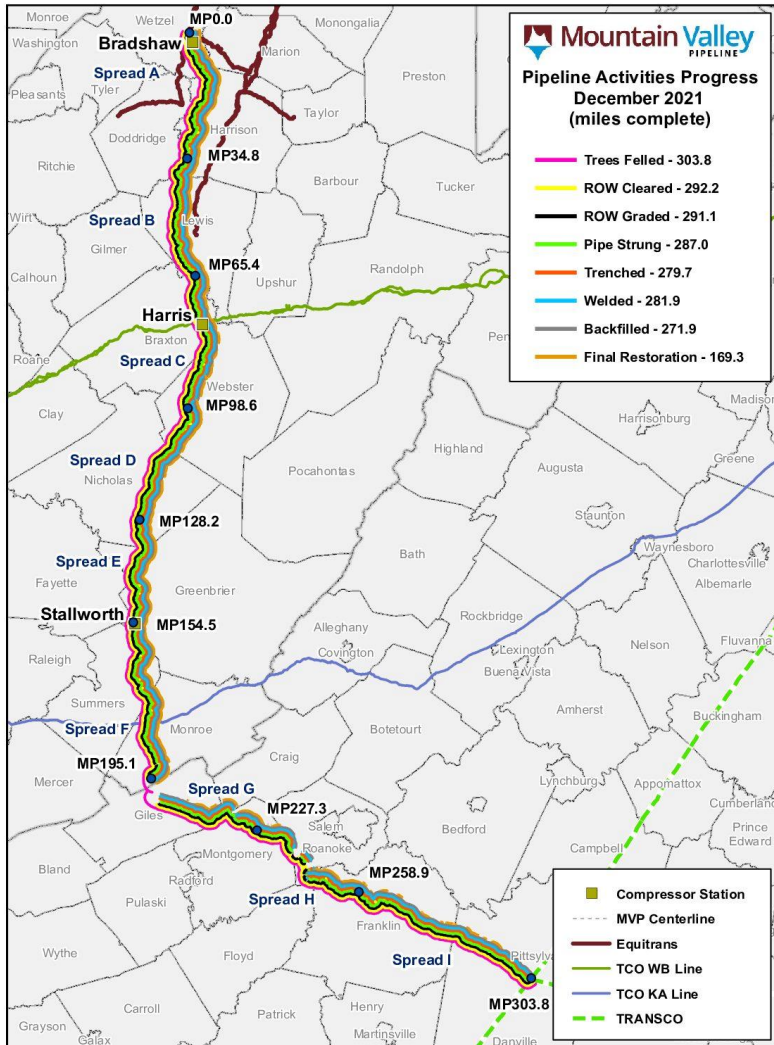 Monroe
Wetzel
MP0.0
Monongalia
Washington
Bradshaw
Marion
Spread A
Tyler
Pleasants
Preston
Taylor
Doddridge
Harrison
Ritchie
MP34.8
Barbour
Tucker
Wirt
Spread B
Lewis
Gilmer
Calhoun
MP65.4
Upshur
Randolph
Harris
Braxton
Roane
Spread C
Webster
Clay
MP98.6
Spread D
Nicholas
Pocahontas
MP128.2
Spread E
Fayette
Greenbrier
Stallworth
MP154.5
Raleigh
Summers
Spread F
Monroe
MP195.1
Mercer
Giles
Spread G
MP227.3
Craig
Botetourt
Salem
Roanoke
Montgomery
Bland
Radford
Pulaski
Spread H
MP258.9
Franklin
Wythe
Floyd
Spread I
Pittsylva
MP303.8
Carroll
Patrick
Henry
Grayson
Galax
Martinsville
Danville
Highland
Augusta
Staunton
Harrisonburg
Madison
Greene
Pen
Bath
Waynesboro
Charlottesville
Albemarle
Rockbridge
Alleghany
Covington
Lexington
Buena Vista
Nelson
Fluvanna
Amherst
Buckingham
Lynchburg
Appomattox
Cumberland
Prince
Edward
Bedford
Campbell
Mountain Valley
PIPELINE
Pipeline Activities Progress
December 2021
(miles complete)
Trees Felled - 303.8
ROW Cleared - 292.2
ROW Graded - 291.1
Pipe Strung - 287.0
Trenched - 279.7
Welded - 281.9
Backfilled - 271.9
Final Restoration - 169.3
Compressor Station
MVP Centerline
Equitrans
TCO WB Line
TCO KA Line
TRANSCO